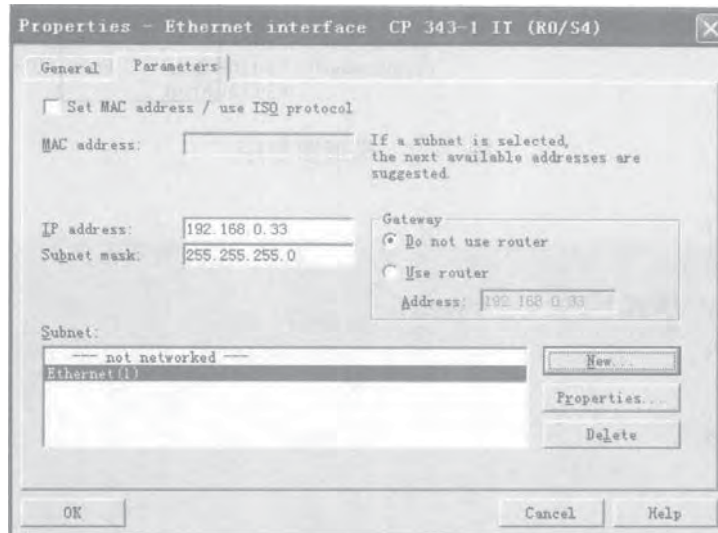 Properties - Ethernet interface  CP 343-1 IT (R0/S4)
General
Parameters
Set MAC address / use ISO protocol
MAC address:
If a subnet is selected,
the next available addresses are
suggested.
IP address:
192.168.0.33
Subnet mask:
255.255.255.0
Gateway
Do not use router
Use router
Address:
192.168.0.33
Subnet:
--- not networked ---
Ethernet(1)
New...
Properties...
Delete
OK
Cancel
Help